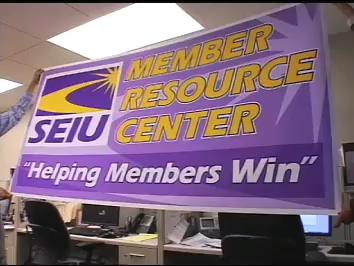 MEMBER
RESOURCE
CENTER
SEIU
"Helping Members Win"